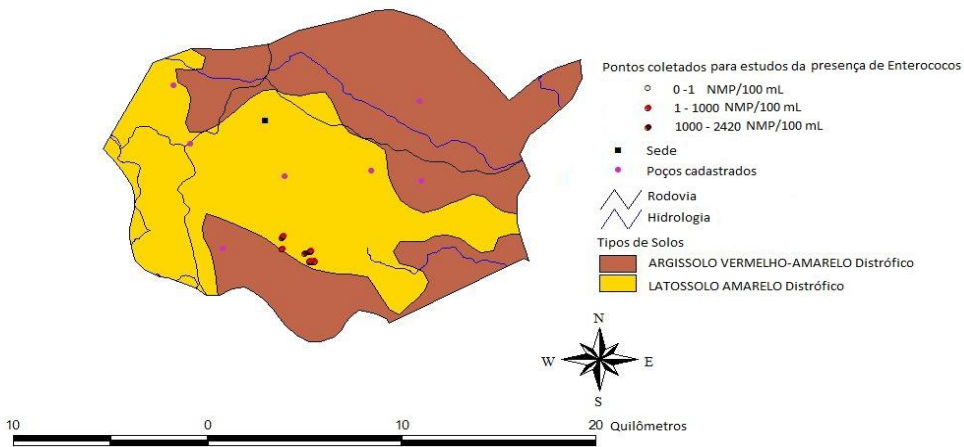 Pontos coletados para estudos da presença de Enterococos
0 -1 NMP/100 mL
1 - 1000 NMP/100 mL
1000 - 2420 NMP/100 mL
Sede
Poços cadastrados
Rodovia
Hidrologia
Tipos de Solos
ARGISSOLO VERMELHO-AMARELO Distrófico
LATOSSOLO AMARELO Distrófico
N
W E
S
10 0 10 20 Quilômetros